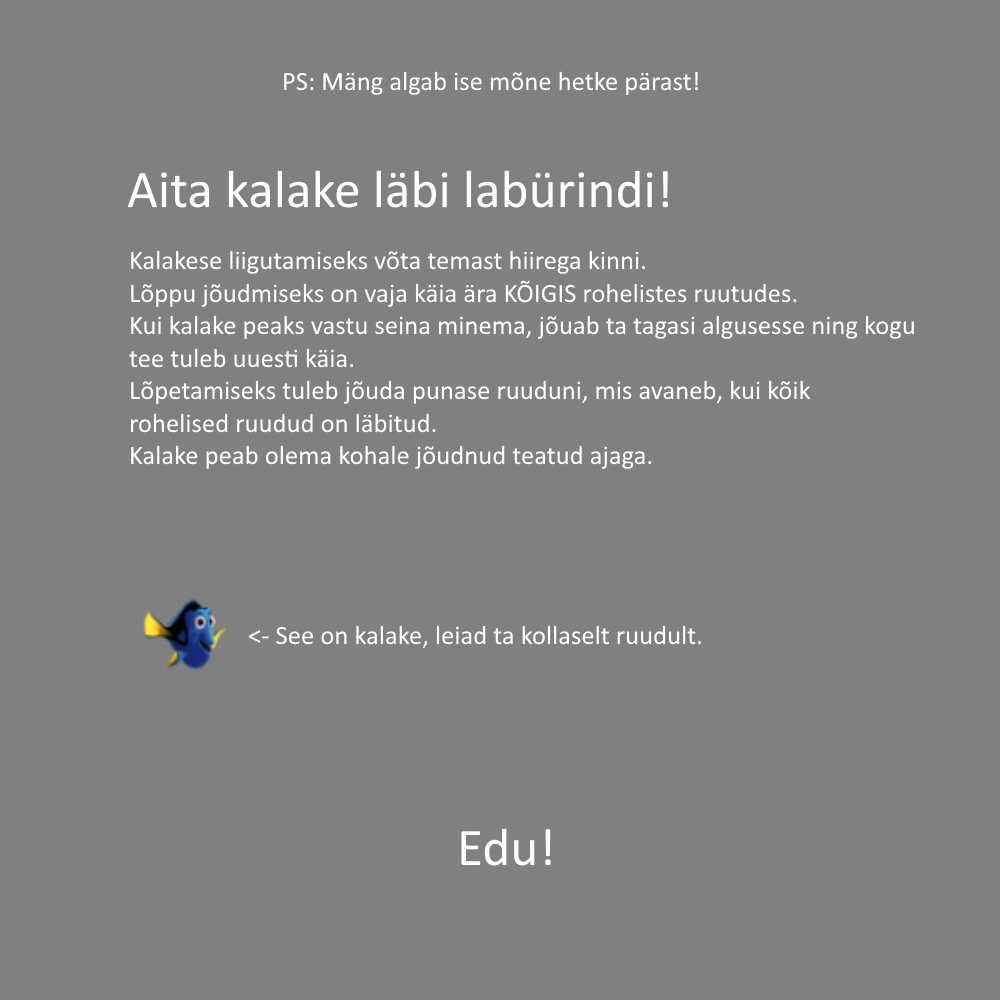 PS: Mäng algab ise mõne hetke pärast!
Aita kalake läbi labürindi!
Kalakese liigutamiseks võta temast hiirega kinni.
Lõppu jõudmiseks on vaja käia ära KÕIGIS rohelistes ruutudes.
Kui kalake peaks vastu seina minema, jõuab ta tagasi algusesse ning kogu
tee tuleb uuesti käia.
Lõpetamiseks tuleb jõuda punase ruuduni, mis avaneb, kui kõik
rohelised ruudud on läbitud.
Kalake peab olema kohale jõudnud teatud ajaga.
<- See on kalake, leiad ta kollaselt ruudult.
Edu!